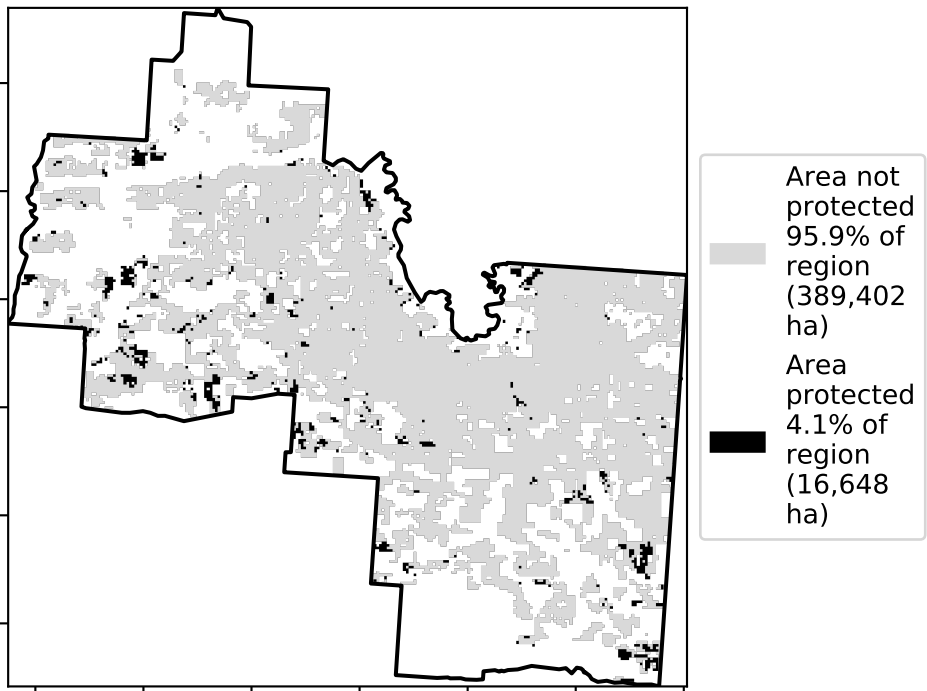 Area not
protected
95.9% of
region
(389,402
ha)
Area
protected
4.1% of
region
(16,648
ha)